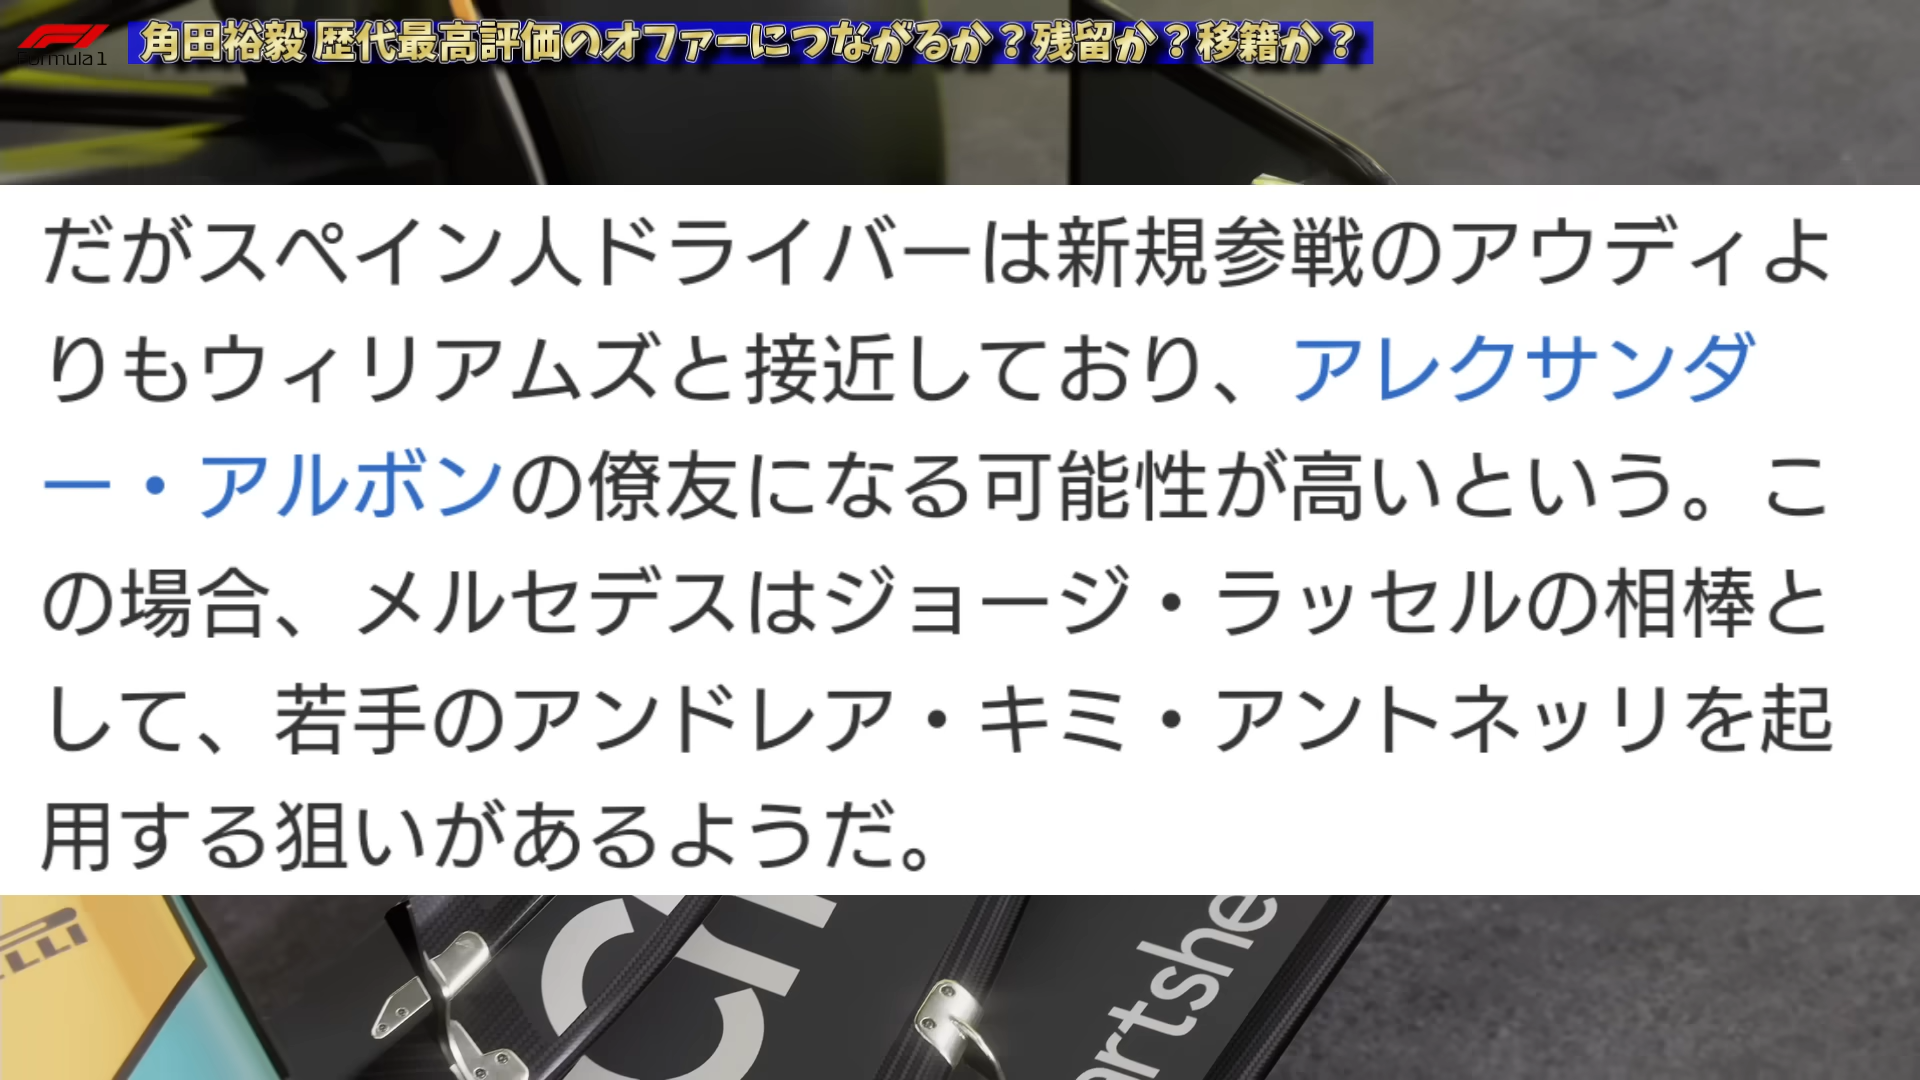 Formula 1
角田裕毅 歴代最高評価のオファーにつながるか？残留か？移籍か？
だがスペイン人ドライバーは新規参戦のアウディよ
りもウィリアムズと接近しており、アレクサンダ
ー・アルボンの僚友になる可能性が高いという。こ
の場合、メルセデスはジョージ・ラッセルの相棒と
して、若手のアンドレア・キミ・アントネッリを起
用する狙いがあるようだ。